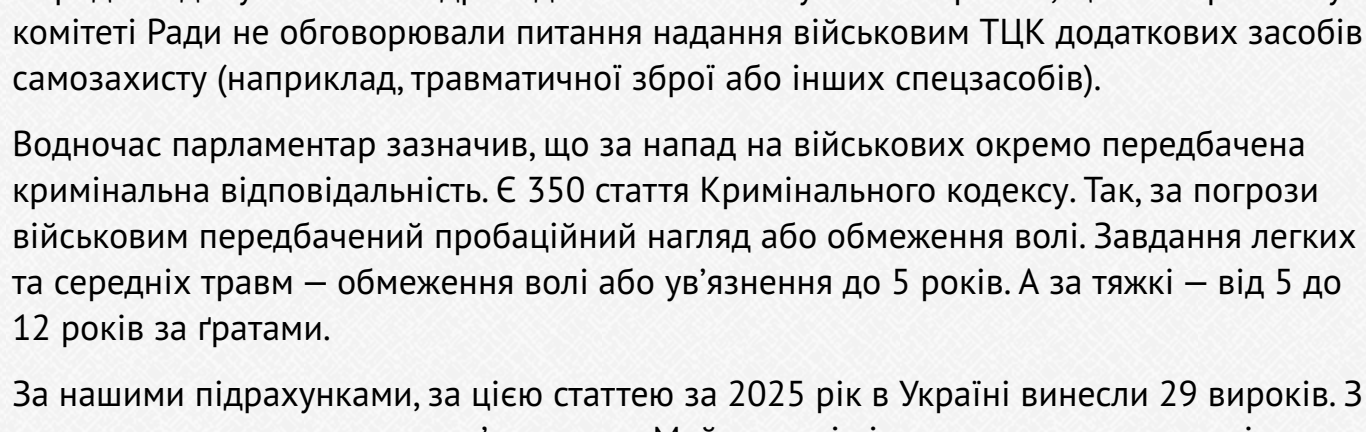 комітеті Ради не обговорювали питання надання військовим ТЦК додаткових засобів
самозахисту (наприклад, травматичної зброї або інших спецзасобів).
Водночас парламентар зазначив, що за напад на військових окремо передбачена
кримінальна відповідальність. Є 350 стаття Кримінального кодексу. Так, за погрози
військовим передбачений пробаційний нагляд або обмеження волі. Завдання легких
та середніх травм — обмеження волі або ув’язнення до 5 років. А за тяжкі — від 5 до
12 років за ґратами.
За нашими підрахунками, за цією статтею за 2025 рік в Україні винесли 29 вироків. З